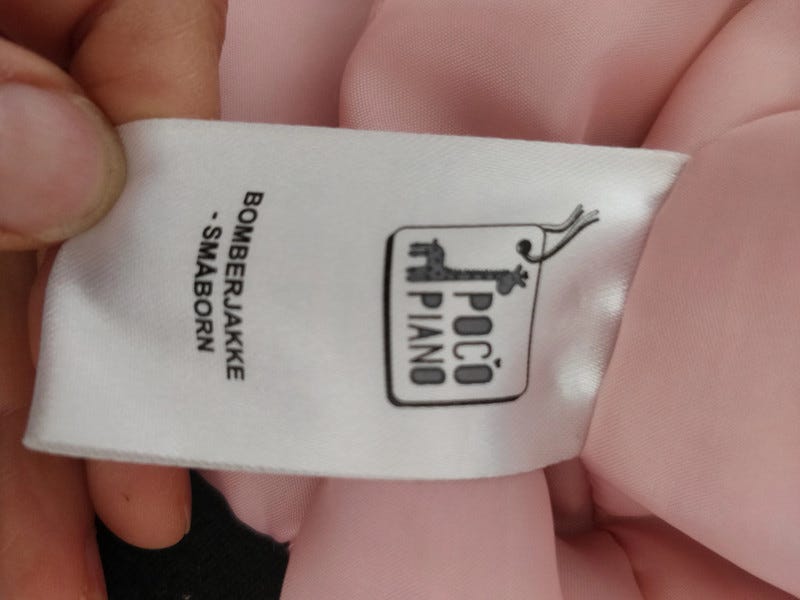 POCO
PIANO
BOMBERJAKKE
- SMÅBORN